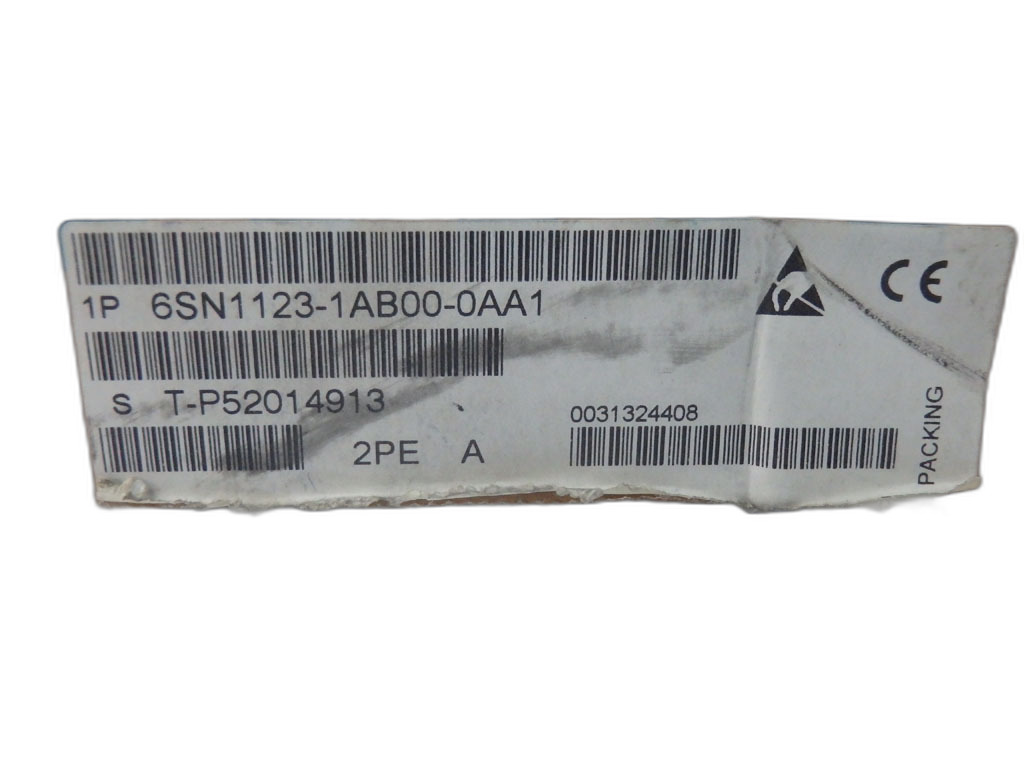 1P 6SN1123-1AB00-0AA1
S T-P52014913
2PE A
0031324408
CE
PACKING